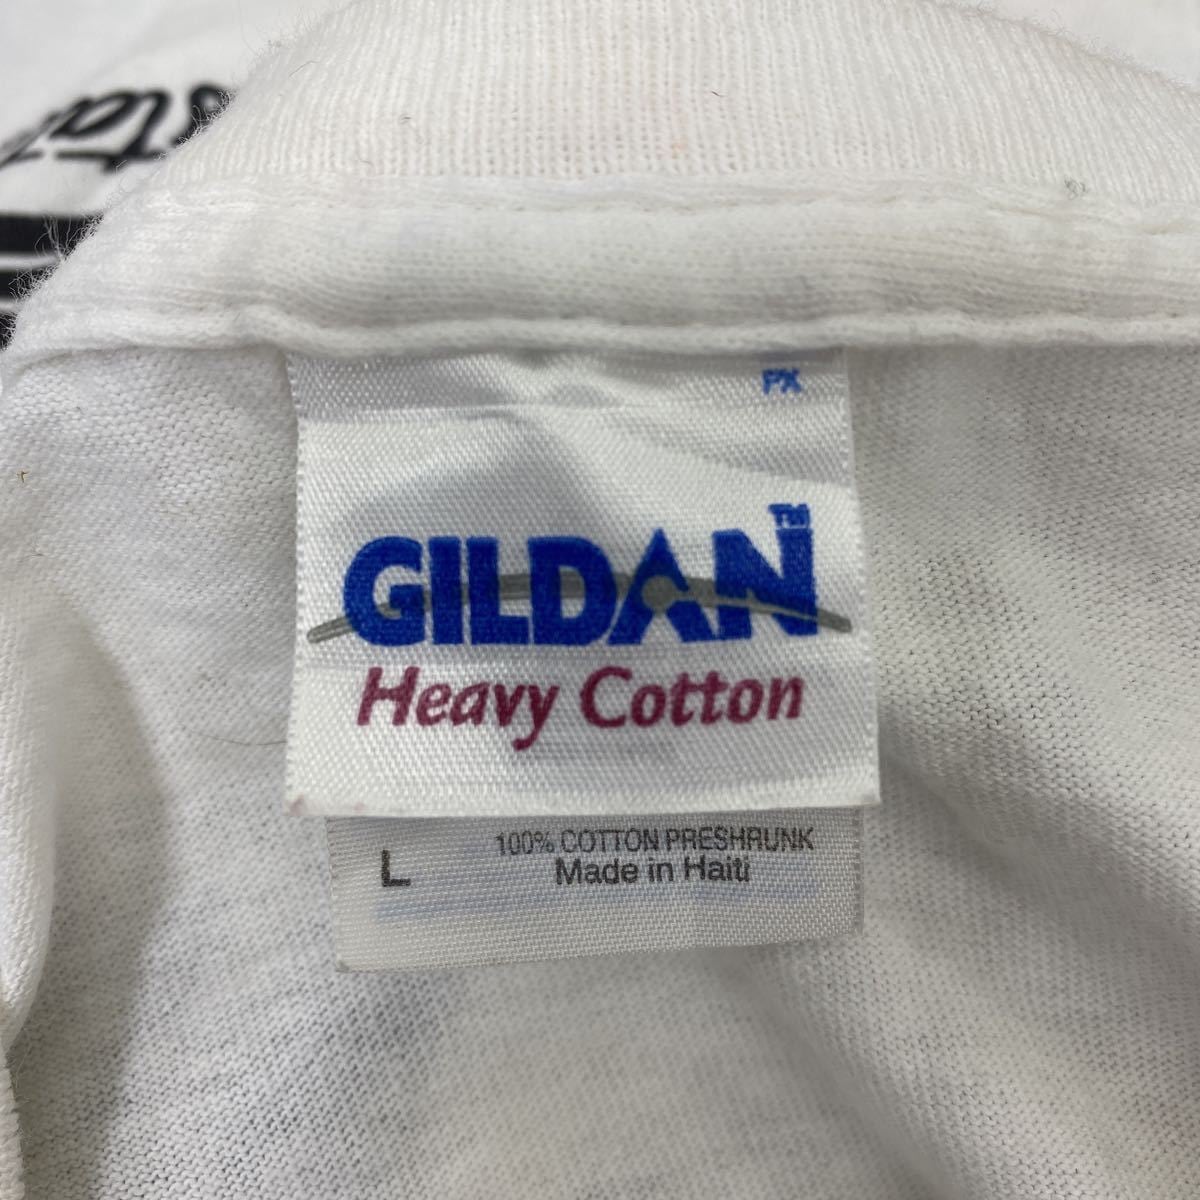 PX
GILDAN™
Heavy Cotton
100% COTTON PRESHRUNK
L Made in Haiti